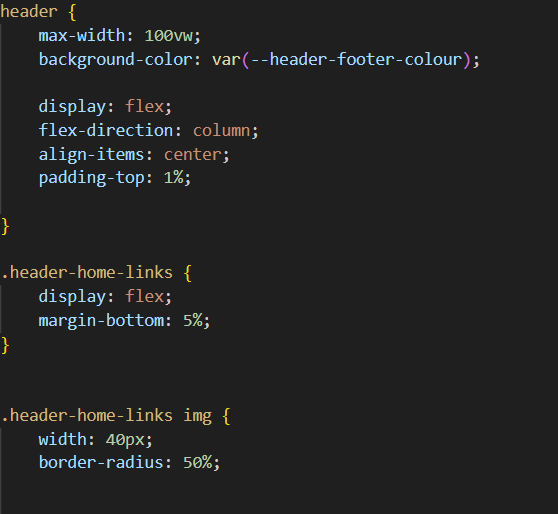 header {
    max-width: 100vw;
    background-color: var(--header-footer-colour);

    display: flex;
    flex-direction: column;
    align-items: center;
    padding-top: 1%;

}

.header-home-links {
    display: flex;
    margin-bottom: 5%;
}


.header-home-links img {
    width: 40px;
    border-radius: 50%;